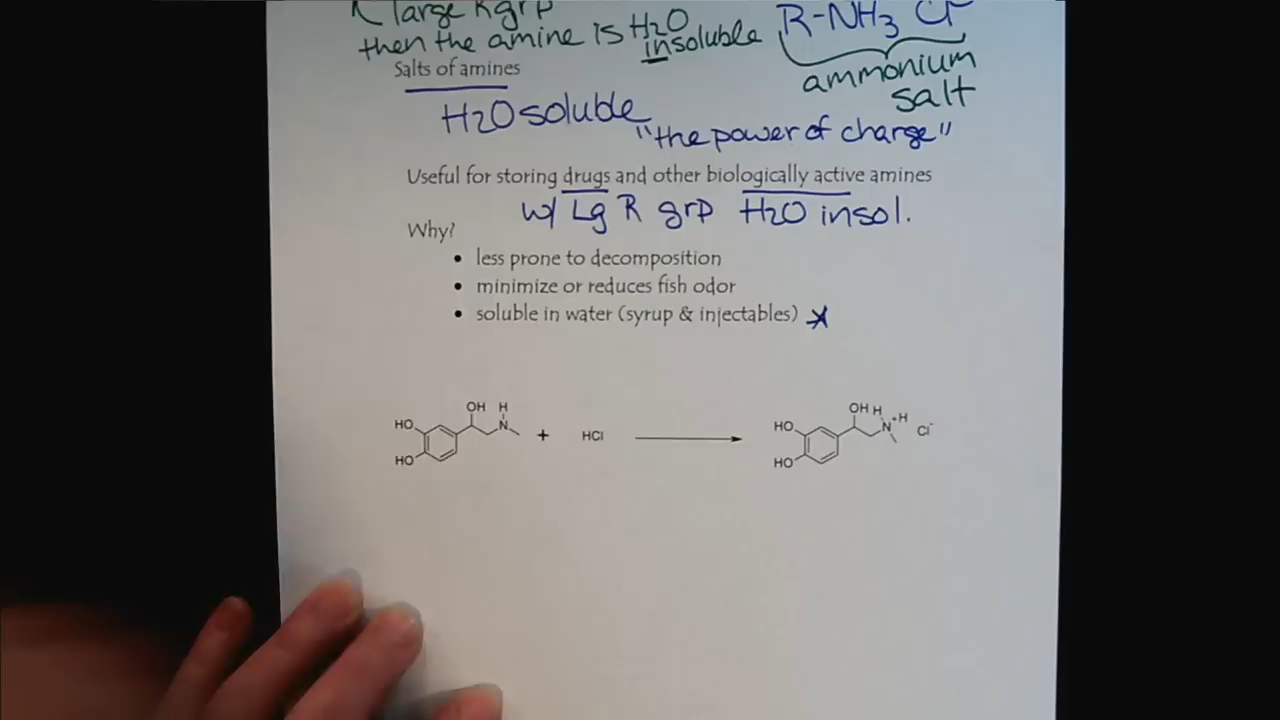 large R grp
then the amine is H2O insoluble
R-NH3 Cl-
ammonium
salt
Salts of amines
H2O soluble
"the power of charge"
Useful for storing drugs and other biologically active amines
w/ Lg R grp H2O insol.
Why?
• less prone to decomposition
• minimize or reduces fish odor
• soluble in water (syrup & injectables)
HO HO OH H N + HCl HO HO OH H N + H Cl-